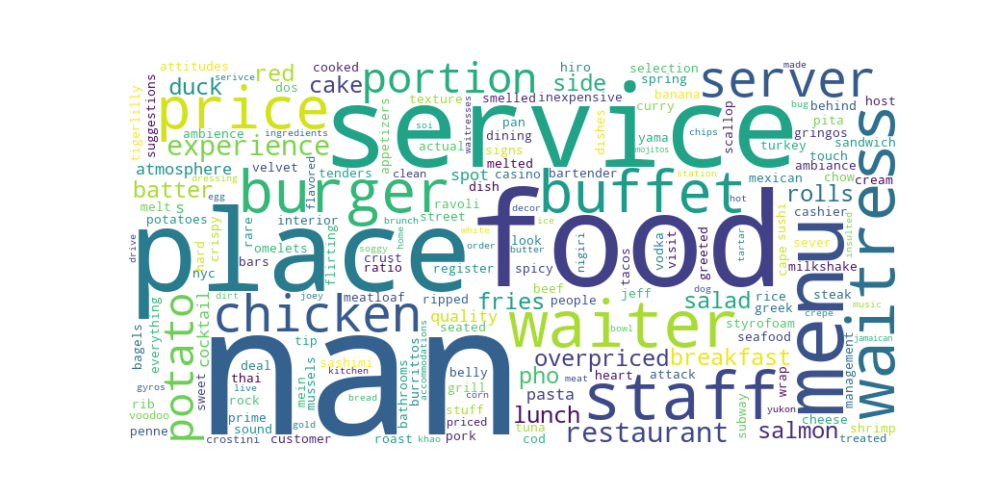 attitudes
serivce
cooked
hiro
selection
made
suggestions
duck
red
dos
cake
portion
side
spring
server
tigerlilly
price
texture
smelled
inexpensive
banana
bug
behind
host
ambience
ingredients
appetizers
soi
waitresses
pan
curry
dishes
scallop
chips
pita
gringos
experience
actual
signs
dining
yama
mojitos
turkey
sandwich
service
atmosphere
velvet
flavored
tenders
clean
spot
melted
casino
bartender
station
touch
ambiance
mexican
chow
cream
batter
dressing
egg
burger
dish
buffet
hot
rolls
waitress
melt
s
potatoes
rare
interior
brunch
ravioli
street
decor
ice
cashier
drive
hard
crispy
omelets
flirting
soggy
home
white
order
look
butter
nigiri
tacos
vodka
visit
greeted
tartar
cape
sushi
sever
insulted
place
food
nyc
bars
crust
ratio
register
spicy
milkshake
bagels
everything
potato
cocktail
dirt
joey
meatloaf
ripped
fries
beef
people
jeff
dog
salad
rice
greek
steak
crepe
music
chicken
quality
seated
waiter
bowl
styrofoam
seafood
jamaican
menu
management
tip
deal
sashimi
kitchen
mussels
mein
burritos
bathrooms
accommodations
overpriced
breakfast
gyros
sweet
thai
live
belly
grill
corn
pho
meat
heart
attack
wrap
cheese
rib
voodoo
rock
bread
stuff
priced
pasta
staff
subway
yukon
shrimp
penne
prime
sound
gold
nan
lunch
tuna
crostini
customer
roast
khao
pork
cod
restaurant
salmon
treated